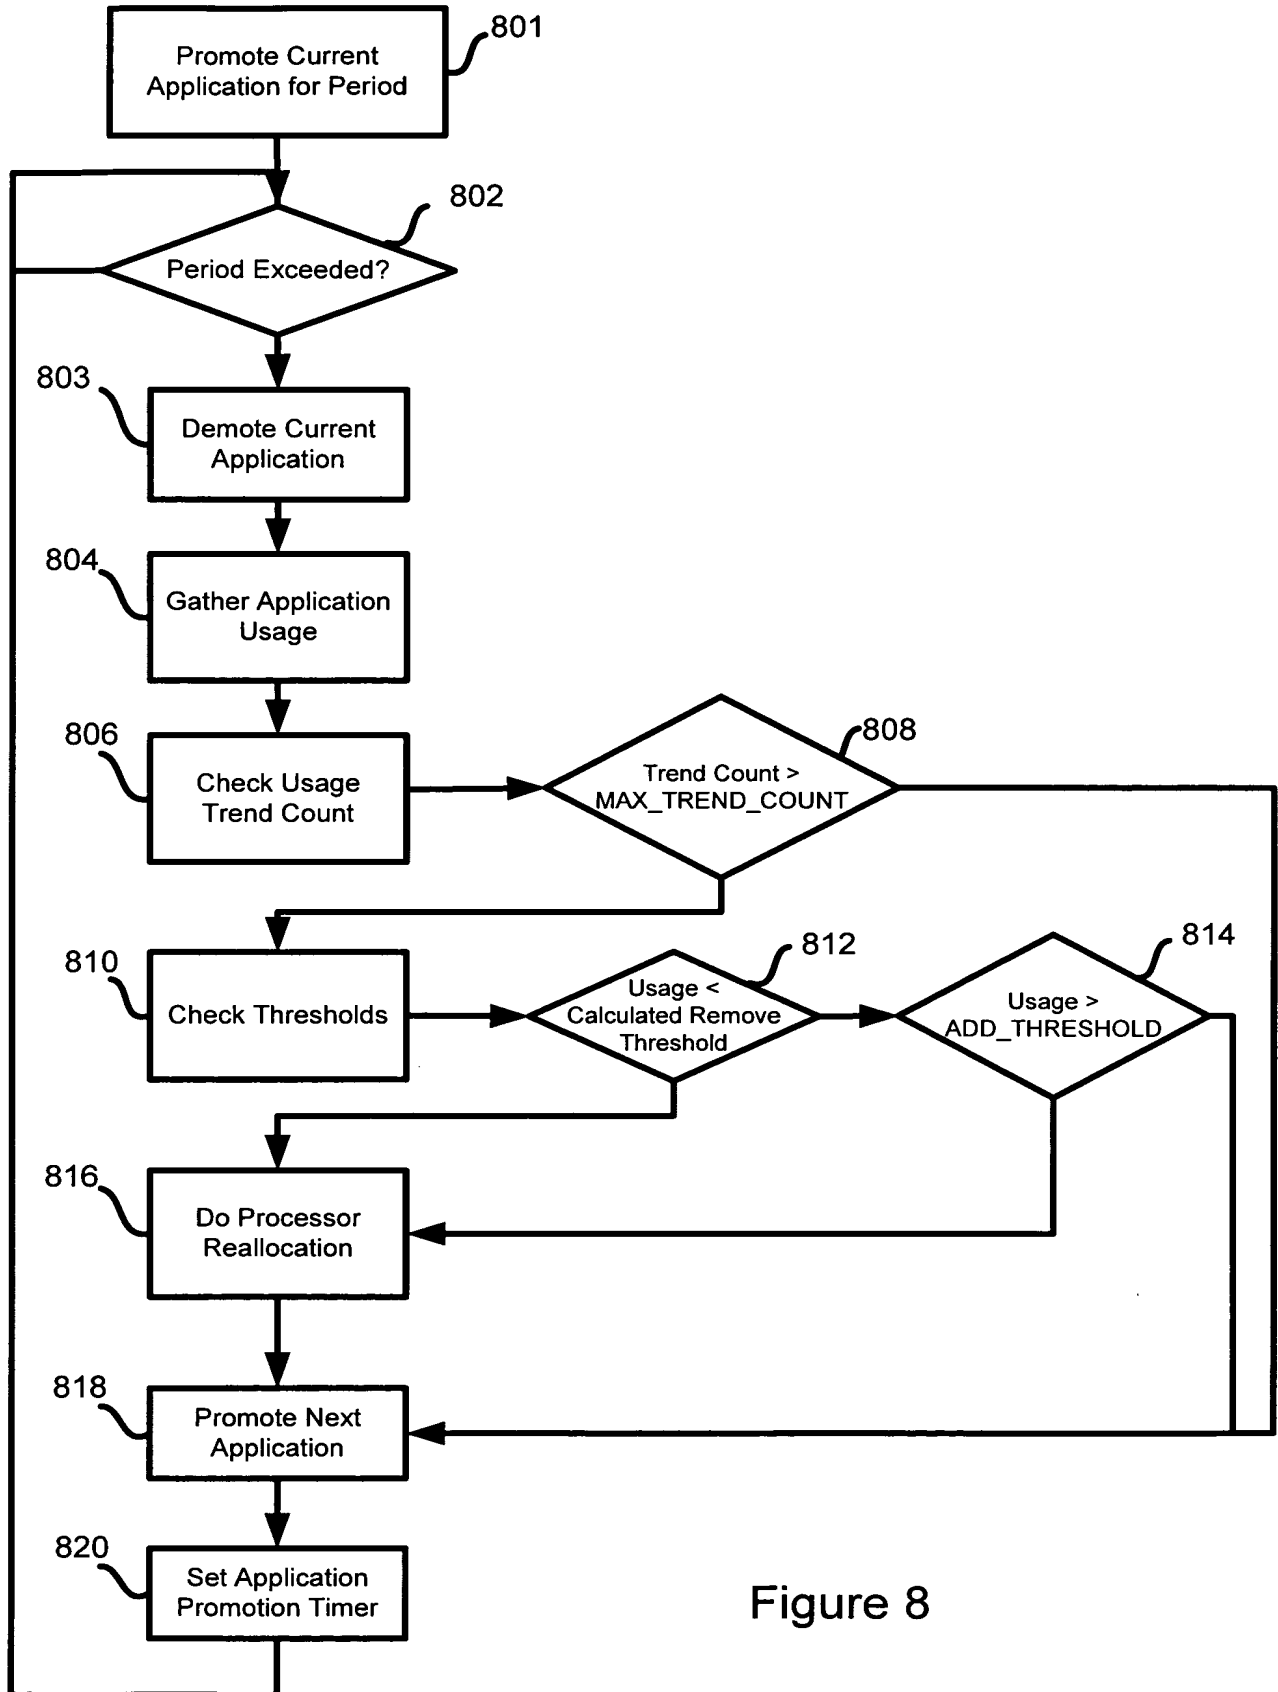 801
Promote Current
Application for Period
802
Period Exceeded?
803
Demote Current
Application
804
Gather Application
Usage
806
Check Usage
Trend Count
808
Trend Count >
MAX_TREND_COUNT
810
Check Thresholds
812
Usage <
Calculated Remove
Threshold
814
Usage >
ADD_THRESHOLD
816
Do Processor
Reallocation
818
Promote Next
Application
820
Set Application
Promotion Timer
Figure 8